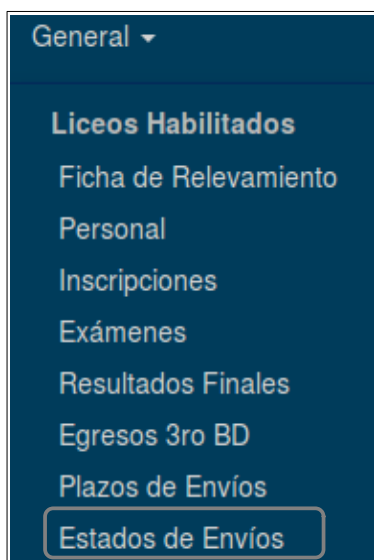 General
Liceos Habilitados
Ficha de Relevamiento
Personal
Inscripciones
Exámenes
Resultados Finales
Egresos 3ro BD
Plazos de Envíos
Estados de Envíos